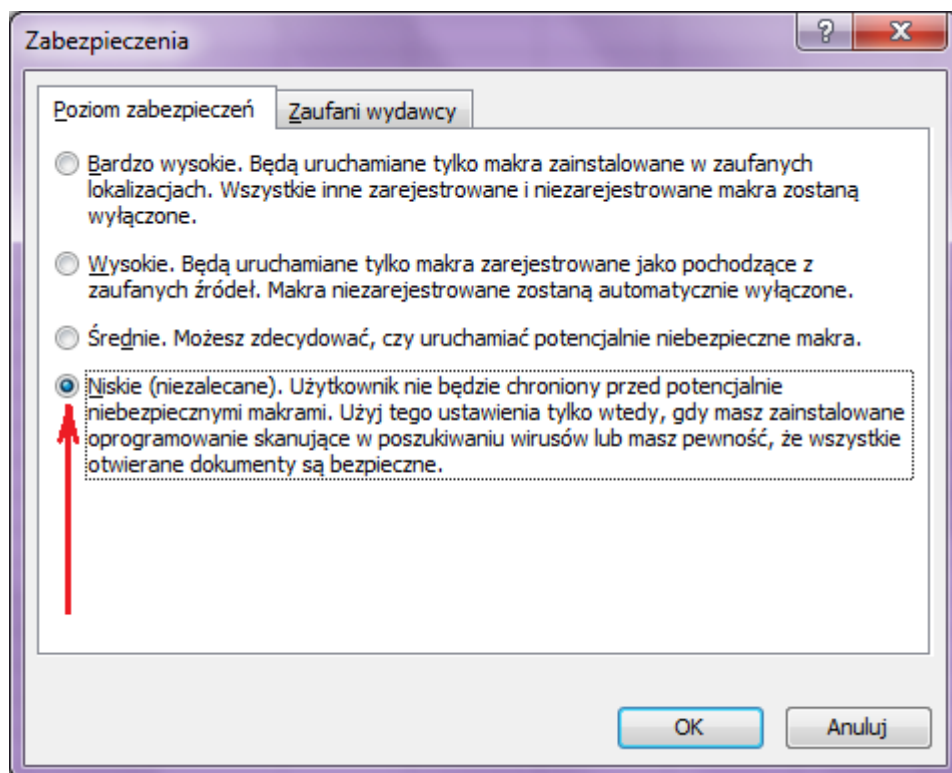 Zabezpieczenia
?
Poziom zabezpieczeń
Zaufani wydawcy
Bardzo wysokie. Będą uruchamiane tylko makra zainstalowane w zaufanych
lokalizacjach. Wszystkie inne zarejestrowane i niezarejestrowane makra zostaną
wyłączone.
Wysokie. Będą uruchamiane tylko makra zarejestrowane jako pochodzące z
zaufanych źródeł. Makra niezarejestrowane zostaną automatycznie wyłączone.
Średnie. Możesz zdecydować, czy uruchamiać potencjalnie niebezpieczne makra.
Niskie (niezalecane). Użytkownik nie będzie chroniony przed potencjalnie
niebezpiecznymi makrami. Użyj tego ustawienia tylko wtedy, gdy masz zainstalowane
oprogramowanie skanujące w poszukiwaniu wirusów lub masz pewność, że wszystkie
otwierane dokumenty są bezpieczne.
OK
Anuluj